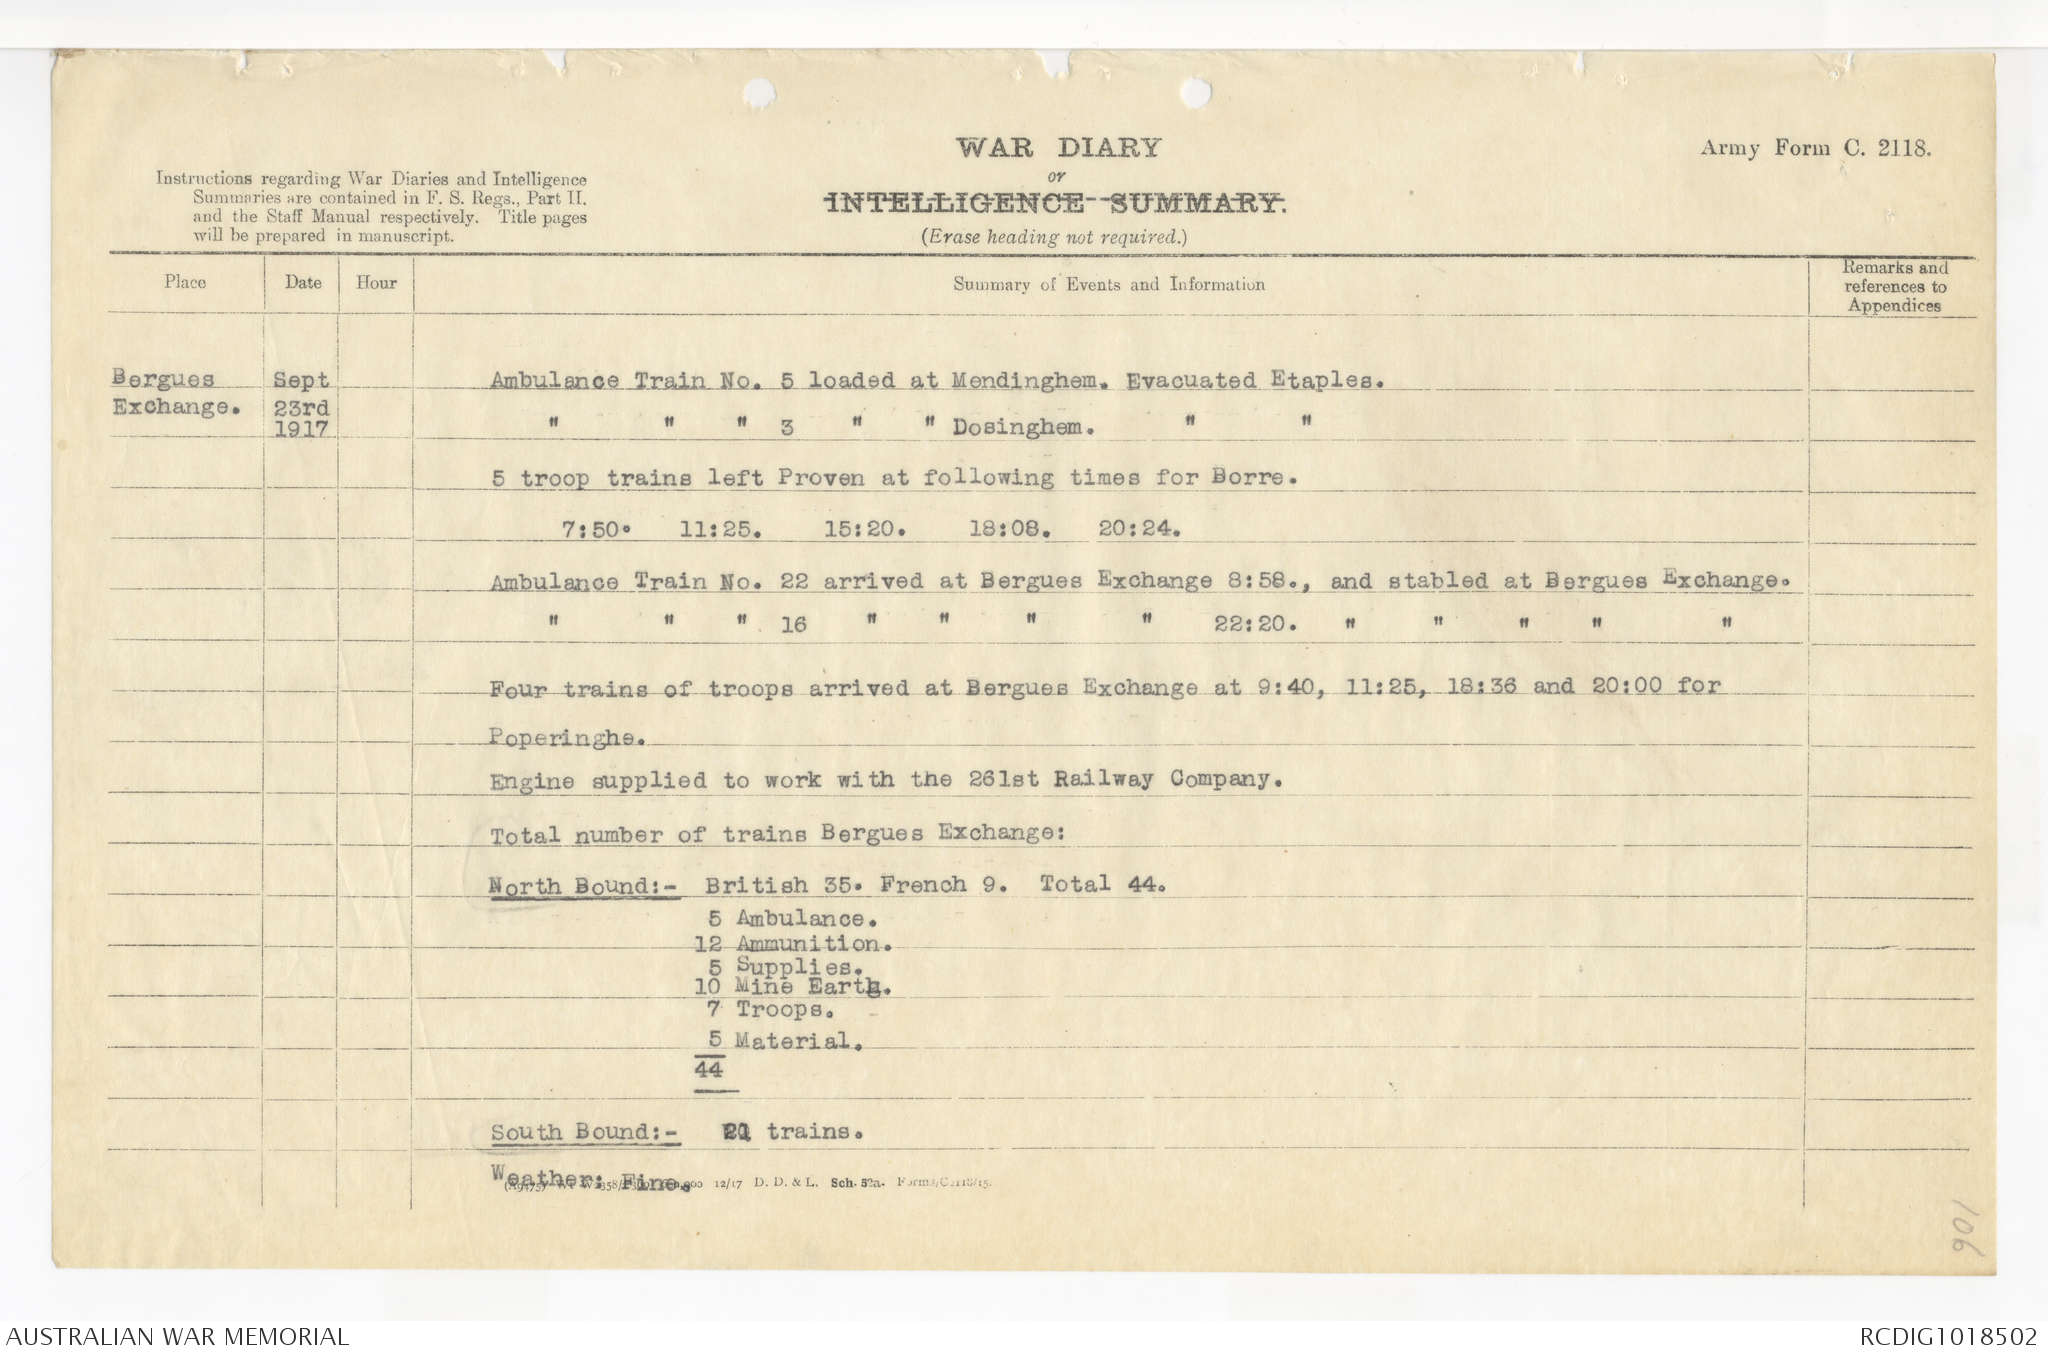 WAR DIARY
or
INTELLIGENCE SUMMARY.
(Erase heading not required.)
Army Form C. 2118.
Instructions regarding War Diaries and Intelligence
Summaries are contained in F. S. Regs., Part II.
and the Staff Manual respectively. Title pages
will be prepared in manuscript.
Place Date Hour Summary of Events and Information Remarks and references to Appendices
Bergues Sept Ambulance Train No. 5 loaded at Mendinghem. Evacuated Etaples.
Exchange. 23rd
1917 " " " 3 " " Dosinghem. " "
5 troop trains left Proven at following times for Borre.
7:50. 11:25. 15:20. 18:08. 20:24.
Ambulance Train No. 22 arrived at Bergues Exchange 8:58., and stabled at Bergues Exchange.
" " " 16 " " " " 22:20. " " " " "
Four trains of troops arrived at Bergues Exchange at 9:40, 11:25, 18:36 and 20:00 for
Poperinghe.
Engine supplied to work with the 261st Railway Company.
Total number of trains Bergues Exchange:
North Bound:- British 35. French 9. Total 44.
5 Ambulance.
12 Ammunition.
5 Supplies.
10 Mine Earth.
7 Troops.
5 Material.
44
South Bound:- trains.
Weather: Fine.
12/17 D. D. & L. Sch. 52a.
106
AUSTRALIAN WAR MEMORIAL
RCDIG1018502